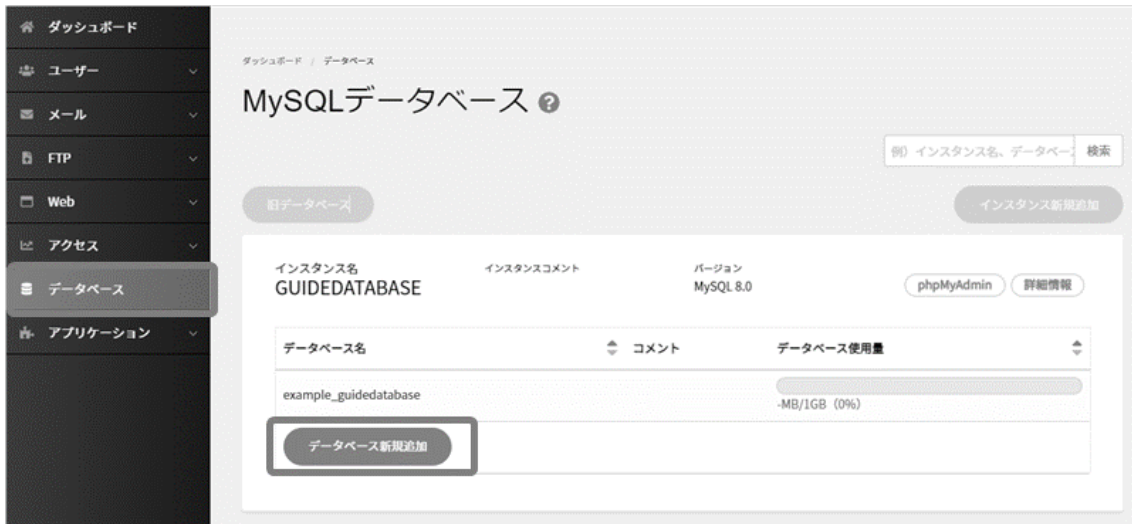 ダッシュボード
ユーザー
メール
FTP
Web
アクセス
データベース
アプリケーション
ダッシュボード / データベース
MySQLデータベース ?
例）インスタンス名、データベー
検索
旧データベース
インスタンス新規追加
インスタンス名
GUIDEDATABASE
インスタンスコメント
バージョン
MySQL 8.0
phpMyAdmin
詳細情報
データベース名
コメント
データベース使用量
example_guidedatabase
-MB/1GB（0%）
データベース新規追加